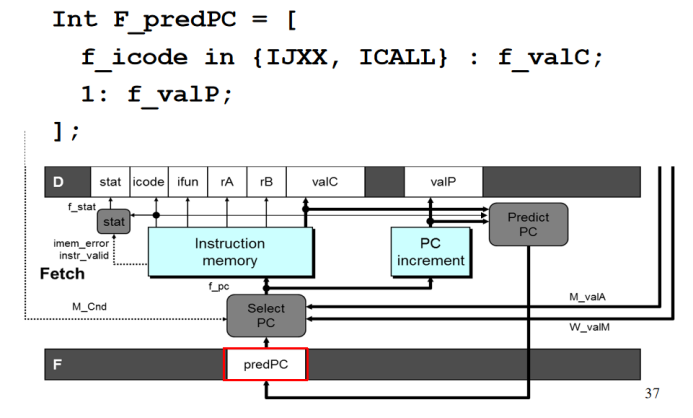 Int F_predPC = [
f_icode in {IJXX, ICALL} : f_valC;
1: f_valP;
];
D stat icode ifun rA rB valC valP
f_stat
stat
Predict
PC
imem_error
instr_valid
Instruction
memory
PC
increment
Fetch
f_pc
M_Cnd
Select
PC
M_valA
W_valM
F predPC
37